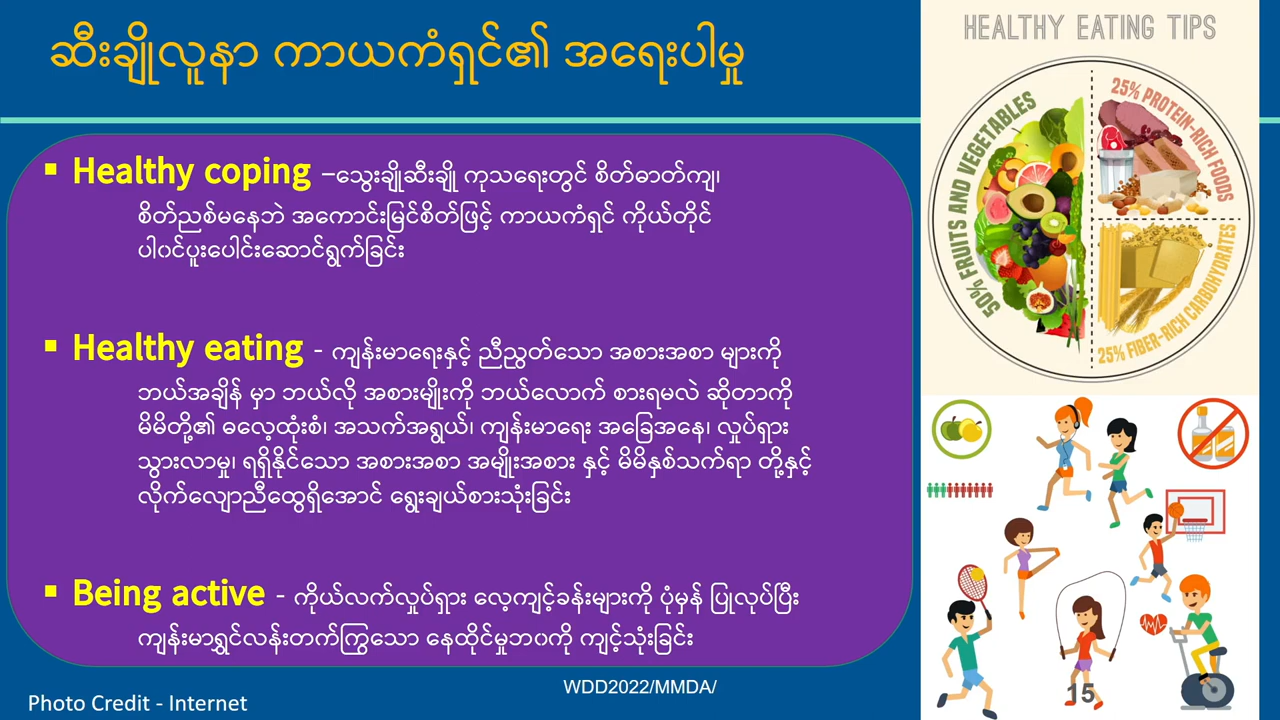 ဆီးချိုလူနာ ကာယကံရှင်၏ အရေးပါမှု
▪ Healthy coping –သွေးချိုဆီးချို ကုသရေးတွင် စိတ်ဓာတ်ကျ၊
စိတ်ညစ်မနေဘဲ အကောင်းမြင်စိတ်ဖြင့် ကာယကံရှင် ကိုယ်တိုင်
ပါ၀င်ပူးပေါင်းဆောင်ရွက်ခြင်း
▪ Healthy eating - ကျန်းမာရေးနှင့် ညီညွတ်သော အစားအစာ များကို
ဘယ်အချိန် မှာ ဘယ်လို အစားမျိုးကို ဘယ်လောက် စားရမလဲ ဆိုတာကို
မိမိတို့၏ ဓလေ့ထုံးစံ၊ အသက်အရွယ်၊ ကျန်းမာရေး အခြေအနေ၊ လှုပ်ရှား
သွားလာမှု၊ ရရှိနိုင်သော အစားအစာ အမျိုးအစား နှင့် မိမိနှစ်သက်ရာ တို့နှင့်
လိုက်လျောညီထွေရှိအောင် ရွေးချယ်စားသုံးခြင်း
▪ Being active - ကိုယ်လက်လှုပ်ရှား လေ့ကျင့်ခန်းများကို ပုံမှန် ပြုလုပ်ပြီး
ကျန်းမာရွှင်လန်းတက်ကြွသော နေထိုင်မှုဘ၀ကို ကျင့်သုံးခြင်း
HEALTHY EATING TIPS
50% FRUITS AND VEGETABLES
25% PROTEIN-RICH FOODS
25% FIBER-RICH CARBOHYDRATES
Photo Credit - Internet
WDD2022/MMDA/
15